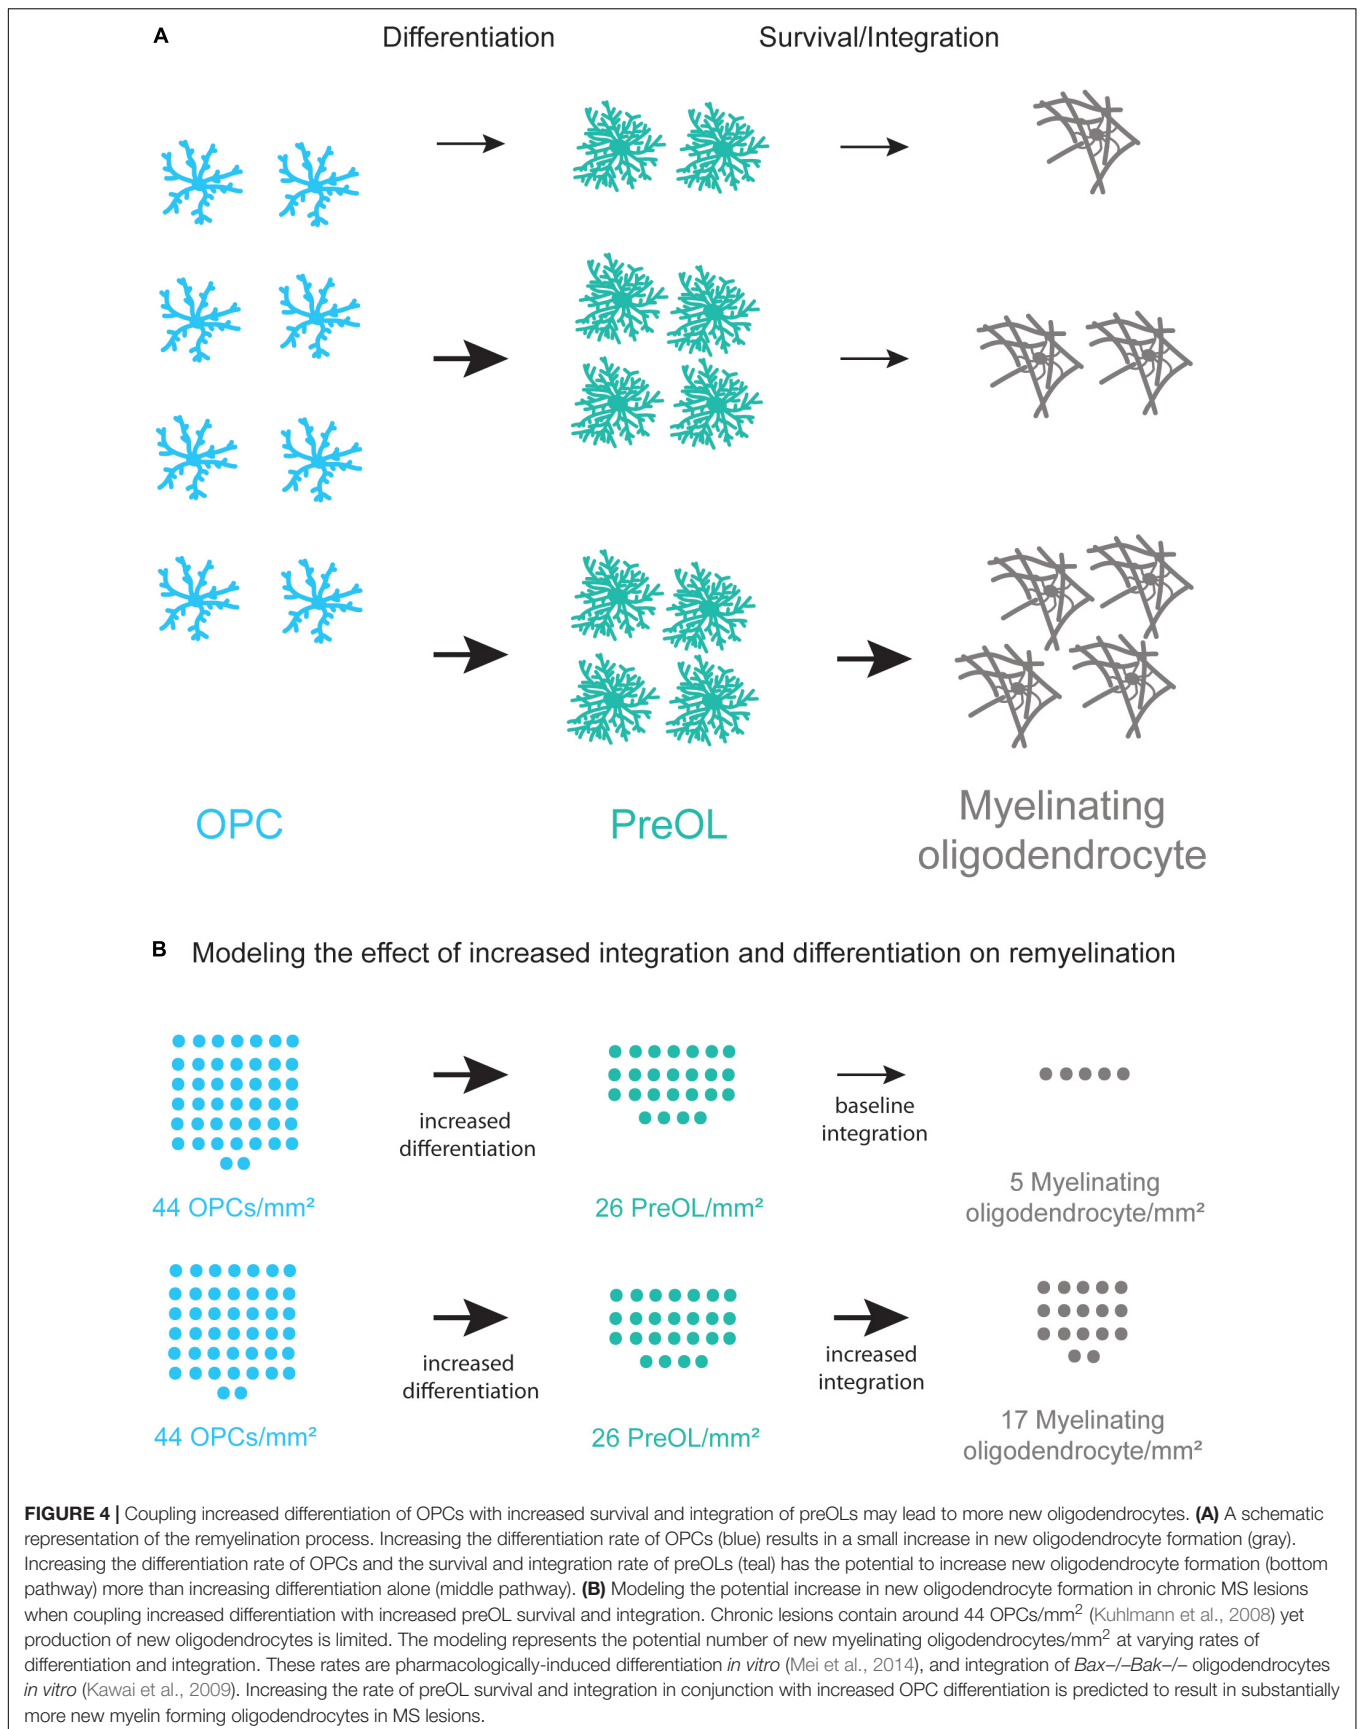 A
Differentiation
Survival/Integration
OPC
PreOL
Myelinating
oligodendrocyte
B Modeling the effect of increased integration and differentiation on remyelination
increased
differentiation
baseline
integration
44 OPCs/mm²
26 PreOL/mm²
5 Myelinating
oligodendrocyte/mm²
increased
differentiation
increased
integration
44 OPCs/mm²
26 PreOL/mm²
17 Myelinating
oligodendrocyte/mm²
FIGURE 4 | Coupling increased differentiation of OPCs with increased survival and integration of preOLs may lead to more new oligodendrocytes. (A) A schematic
representation of the remyelination process. Increasing the differentiation rate of OPCs (blue) results in a small increase in new oligodendrocyte formation (gray).
Increasing the differentiation rate of OPCs and the survival and integration rate of preOLs (teal) has the potential to increase new oligodendrocyte formation (bottom
pathway) more than increasing differentiation alone (middle pathway). (B) Modeling the potential increase in new oligodendrocyte formation in chronic MS lesions
when coupling increased differentiation with increased preOL survival and integration. Chronic lesions contain around 44 OPCs/mm² (Kuhlmann et al., 2008) yet
production of new oligodendrocytes is limited. The modeling represents the potential number of new myelinating oligodendrocytes/mm² at varying rates of
differentiation and integration. These rates are pharmacologically-induced differentiation in vitro (Mei et al., 2014), and integration of Bax–/–Bak–/– oligodendrocytes
in vitro (Kawai et al., 2009). Increasing the rate of preOL survival and integration in conjunction with increased OPC differentiation is predicted to result in substantially
more new myelin forming oligodendrocytes in MS lesions.